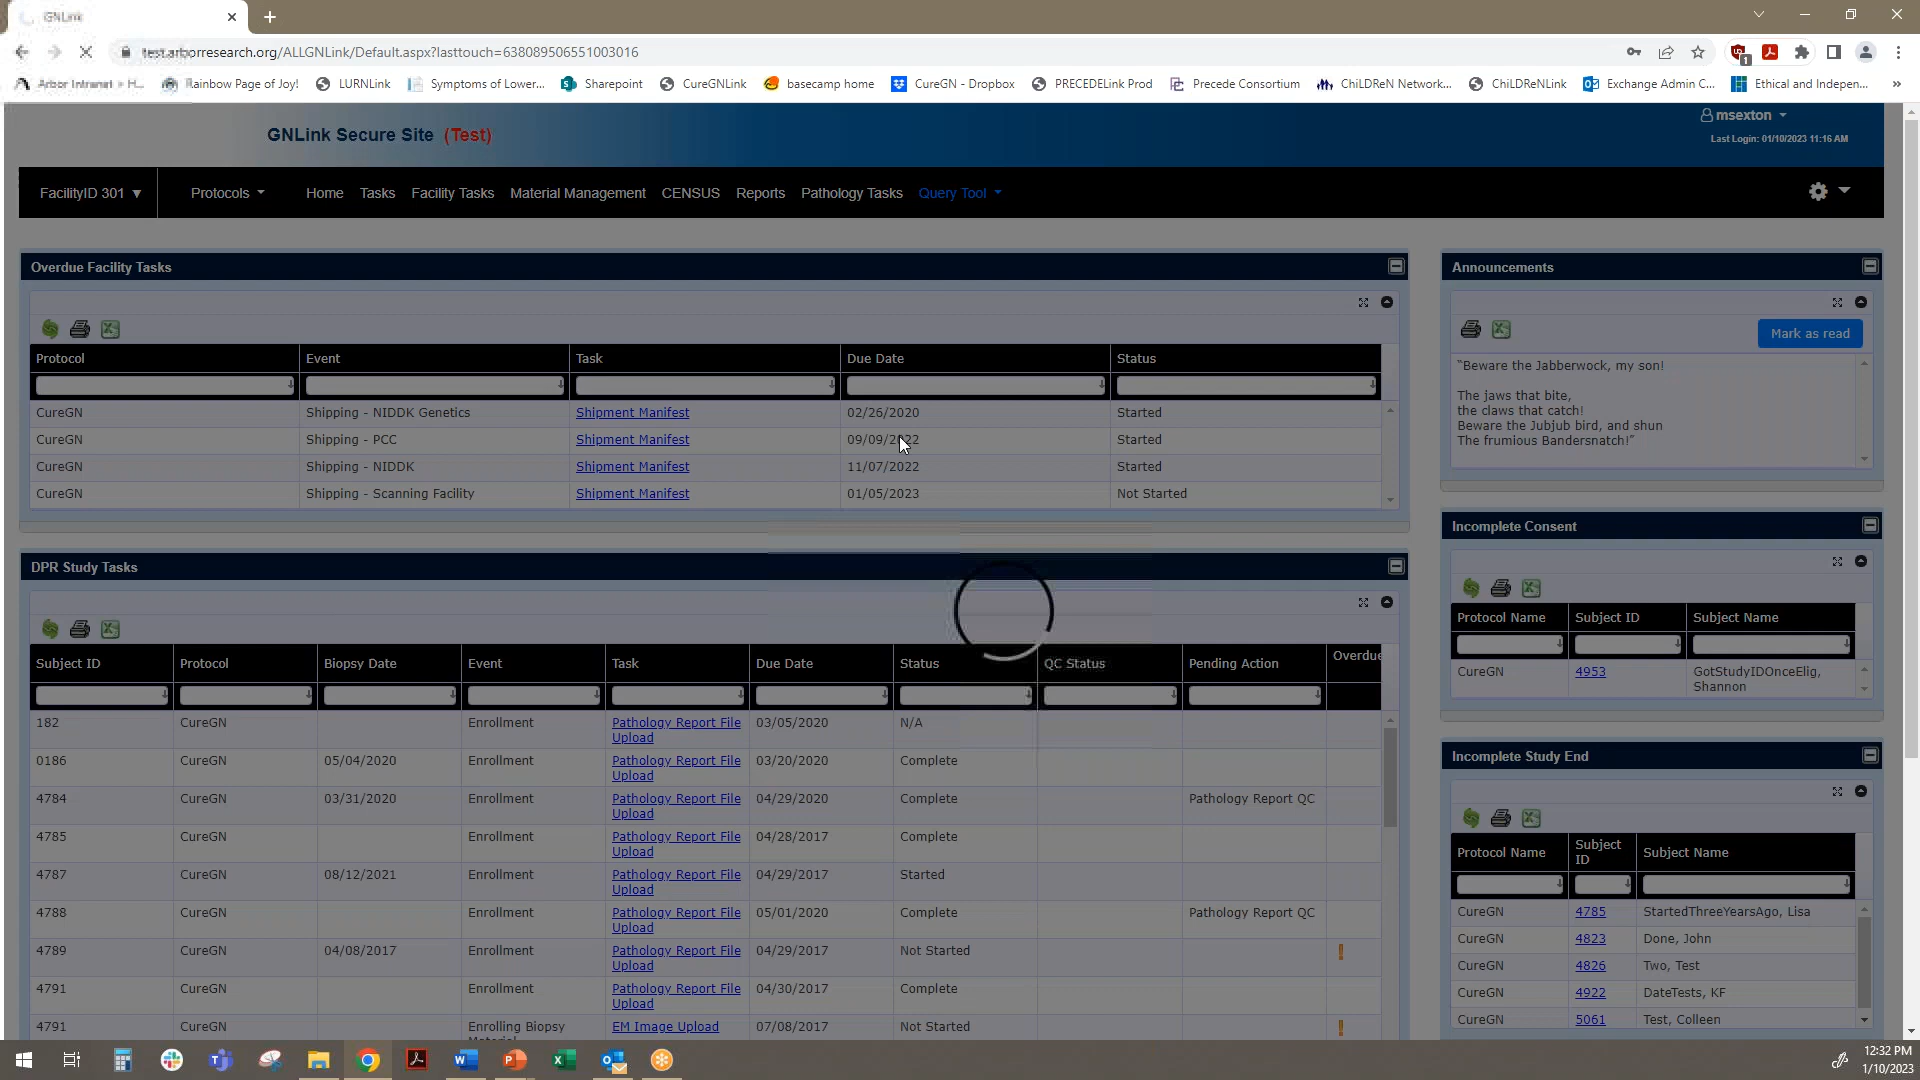 GNLink
test.arborresearch.org/ALLGNLink/Default.aspx?lasttouch=638089506551003016
Arbor Intranet » H... Rainbow Page of Joy! LURNLink Symptoms of Lower... Sharepoint CureGNLink basecamp home CureGN - Dropbox PRECEDELink Prod Precede Consortium ChiLDReN Network... ChiLDReNLink Exchange Admin C... Ethical and Indepen... »
GNLink Secure Site (Test)
msexton
Last Login: 01/10/2023 11:16 AM
FacilityID 301 ▼ Protocols Home Tasks Facility Tasks Material Management CENSUS Reports Pathology Tasks Query Tool
Overdue Facility Tasks
Protocol Event Task Due Date Status
CureGN Shipping - NIDDK Genetics Shipment Manifest 02/26/2020 Started
CureGN Shipping - PCC Shipment Manifest 09/09/2022 Started
CureGN Shipping - NIDDK Shipment Manifest 11/07/2022 Started
CureGN Shipping - Scanning Facility Shipment Manifest 01/05/2023 Not Started
Announcements
Mark as read
“Beware the Jabberwock, my son!
The jaws that bite,
the claws that catch!
Beware the Jubjub bird, and shun
The frumious Bandersnatch!”
DPR Study Tasks
Subject ID Protocol Biopsy Date Event Task Due Date Status QC Status Pending Action Overdue
182 CureGN Enrollment Pathology Report File 03/05/2020 N/A
Upload
0186 CureGN 05/04/2020 Enrollment Pathology Report File 03/20/2020 Complete
Upload
4784 CureGN 03/31/2020 Enrollment Pathology Report File 04/29/2020 Complete Pathology Report QC
Upload
4785 CureGN Enrollment Pathology Report File 04/28/2017 Complete
Upload
4787 CureGN 08/12/2021 Enrollment Pathology Report File 04/29/2017 Started
Upload
4788 CureGN Enrollment Pathology Report File 05/01/2020 Complete Pathology Report QC
Upload
4789 CureGN 04/08/2017 Enrollment Pathology Report File 04/29/2017 Not Started
Upload
4791 CureGN Enrollment Pathology Report File 04/30/2017 Complete
Upload
4791 CureGN Enrolling Biopsy EM Image Upload 07/08/2017 Not Started
Incomplete Consent
Protocol Name Subject ID Subject Name
CureGN 4953 GotStudyIDOnceElig,
Shannon
Incomplete Study End
Protocol Name Subject Subject Name
ID
CureGN 4785 StartedThreeYearsAgo, Lisa
CureGN 4823 Done, John
CureGN 4826 Two, Test
CureGN 4922 DateTests, KF
CureGN 5061 Test, Colleen
12:32 PM
1/10/2023